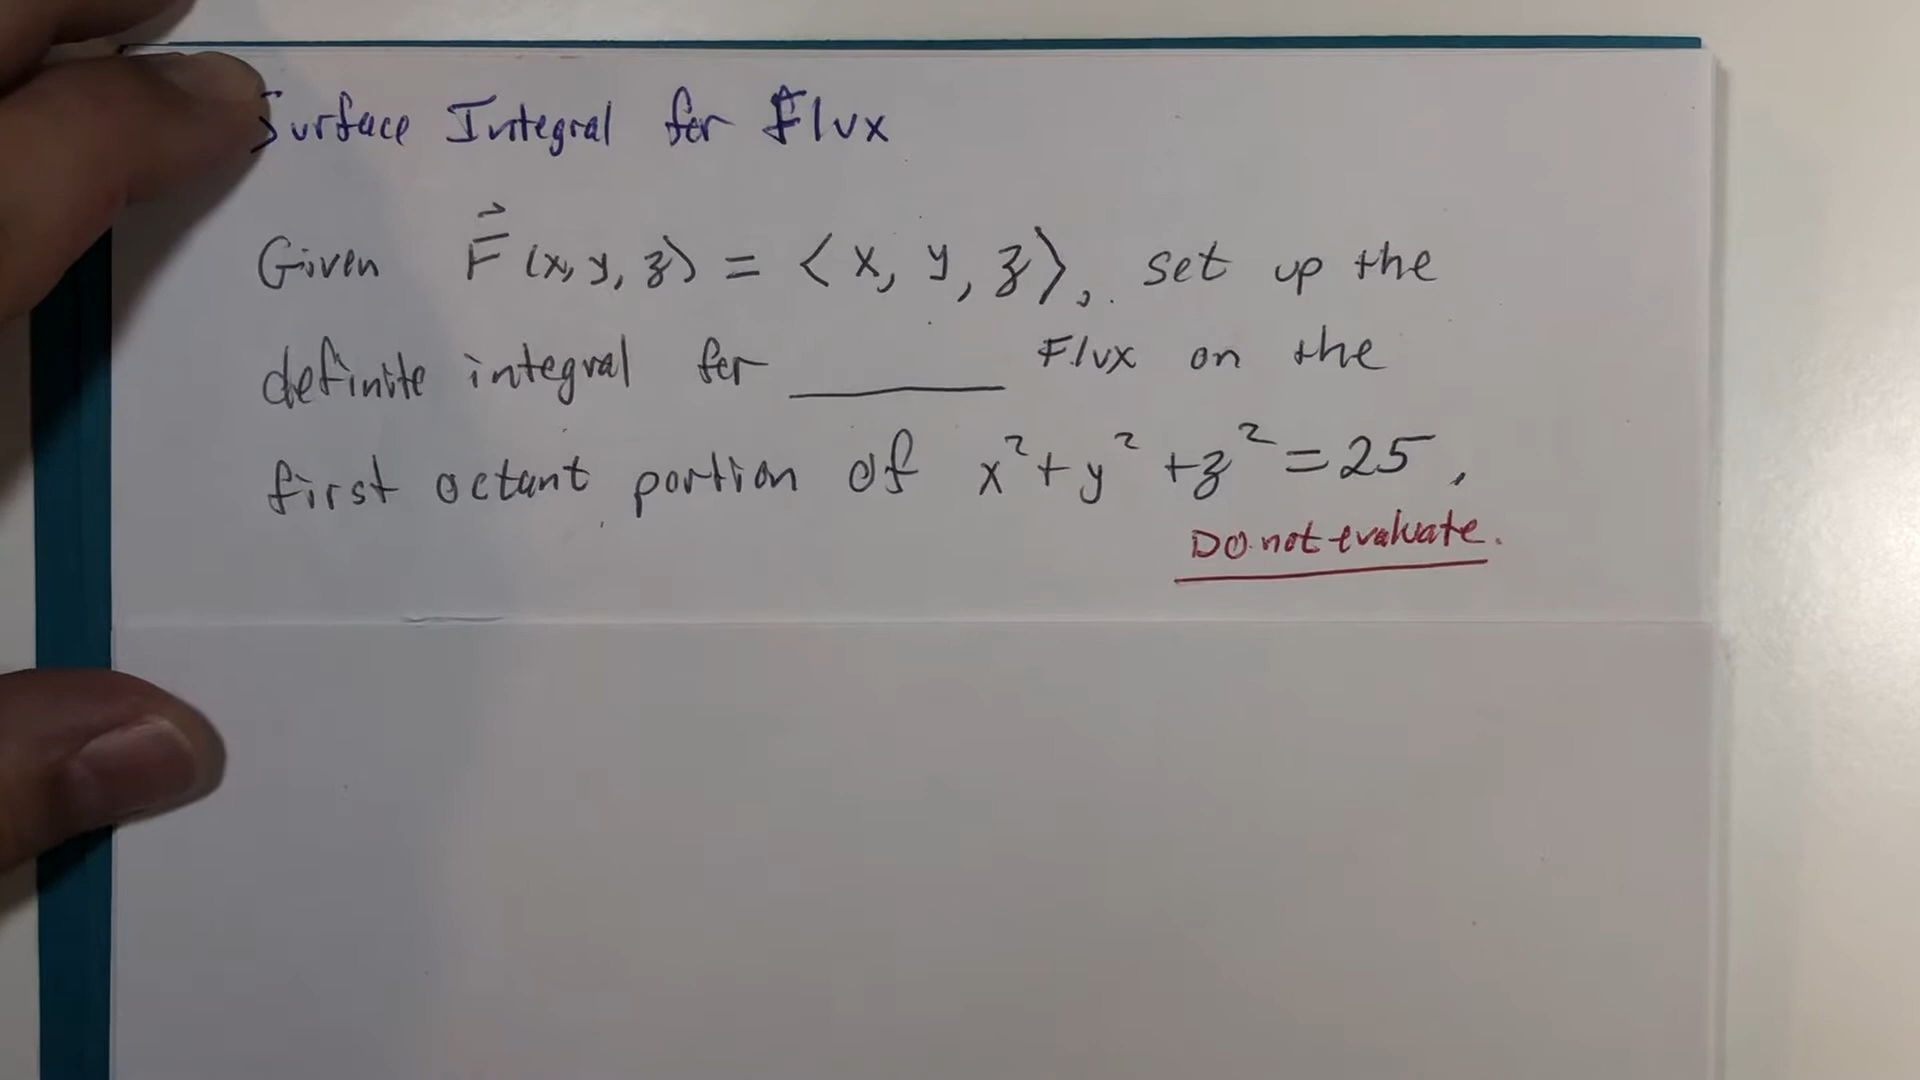 Surface Integral for Flux
Given F⃗(x, y, z) = ⟨x, y, z⟩, set up the
definite integral for ________ Flux on the
first octant portion of x² + y² + z² = 25.
Do not evaluate.